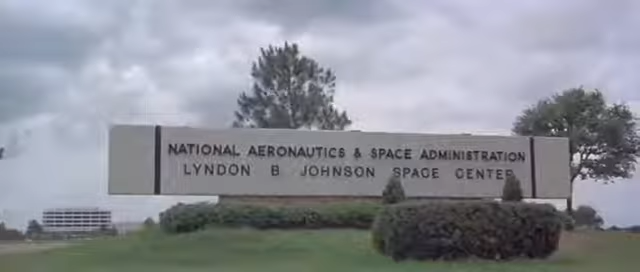 NATIONAL AERONAUTICS & SPACE ADMINISTRATION
LYNDON B JOHNSON SPACE CENTER